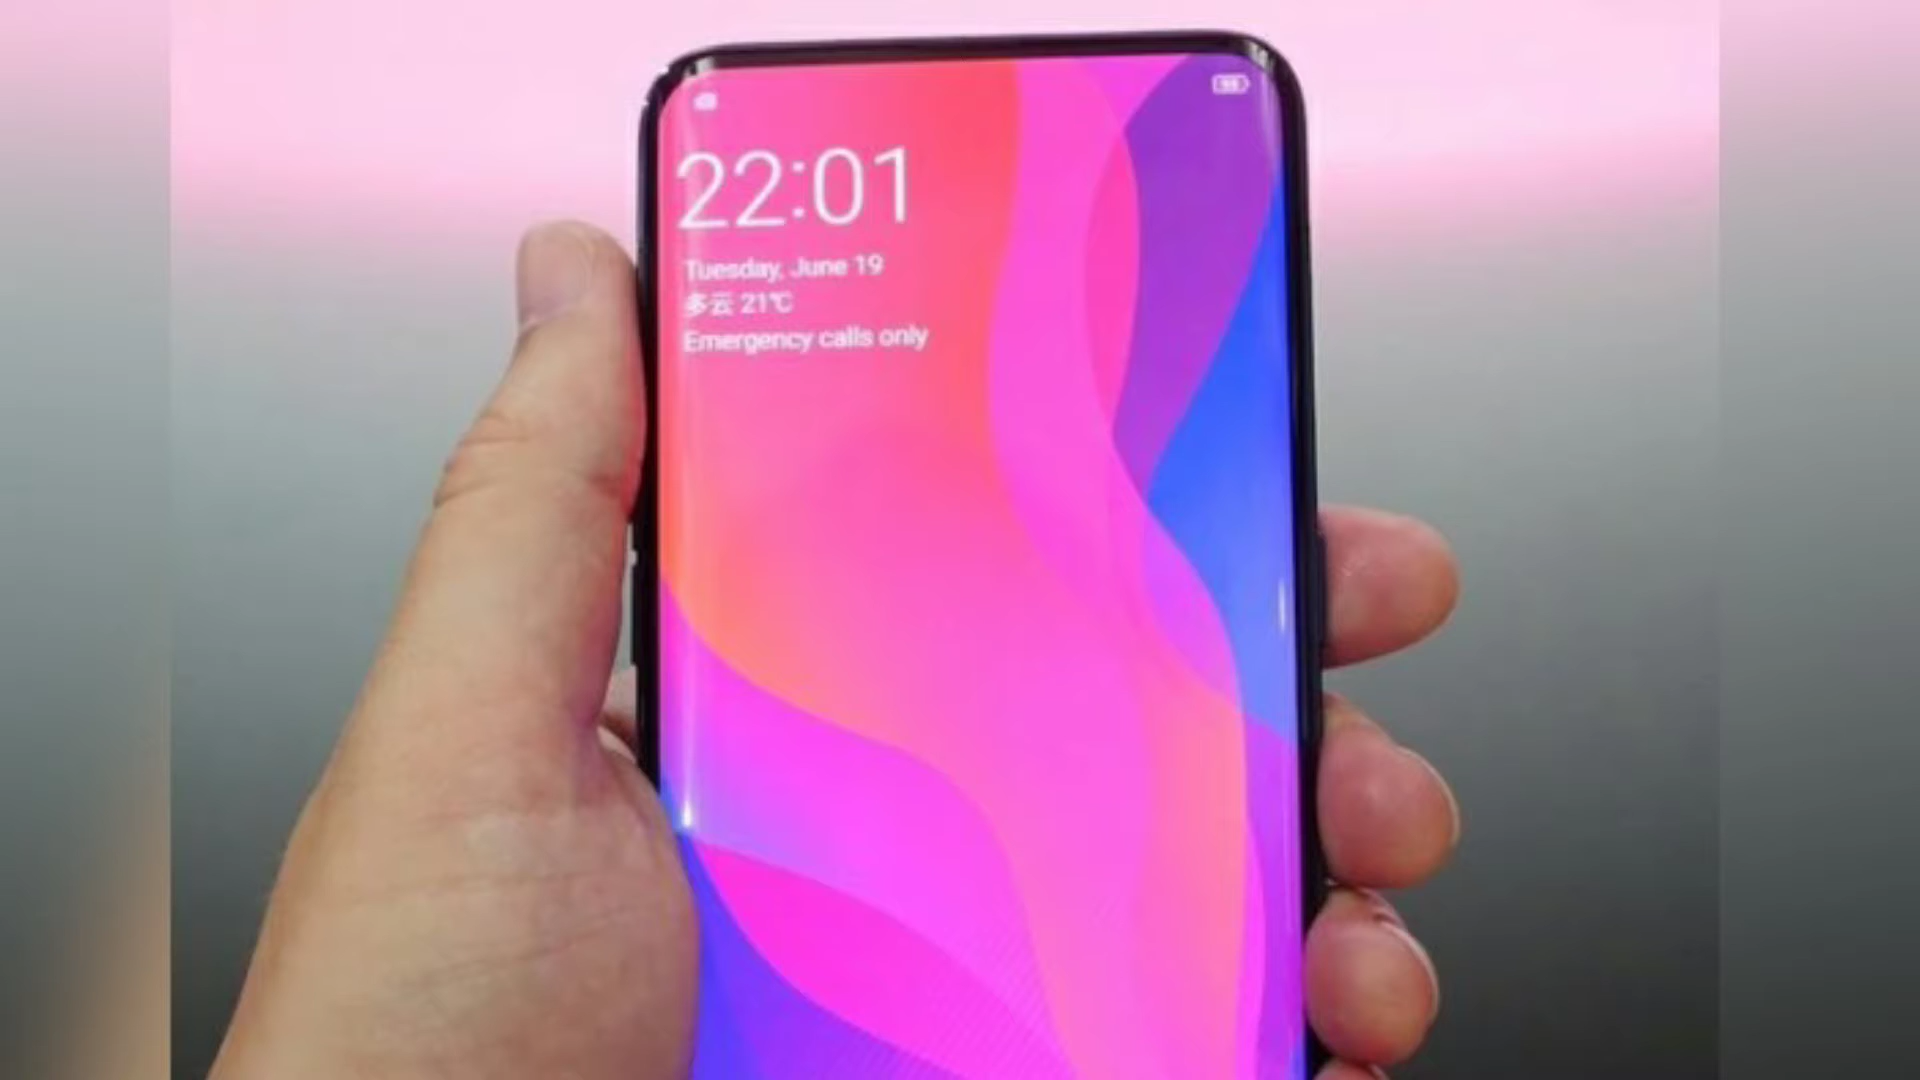 22:01
Tuesday, June 19
多云 21℃
Emergency calls only